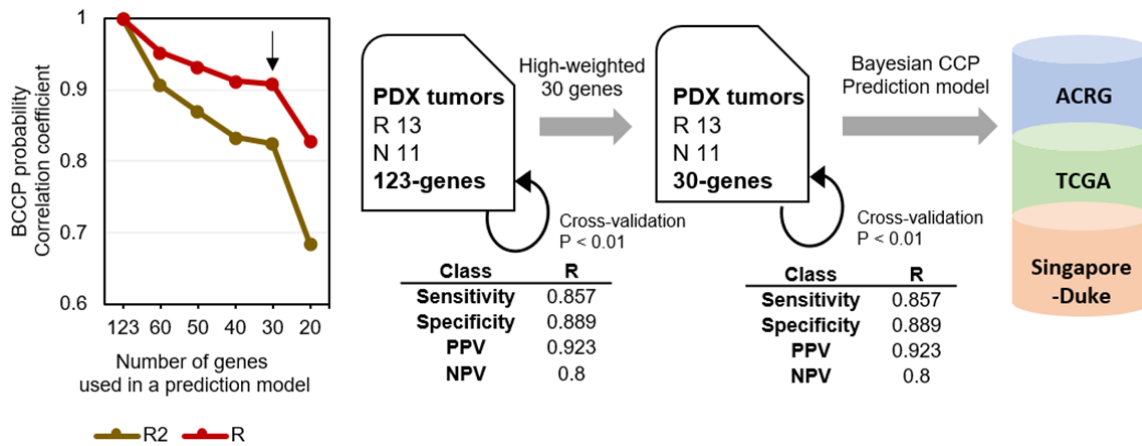 BCCP probability
Correlation coefficient
1
0.9
0.8
0.7
0.6
123 60 50 40 30 20
Number of genes
used in a prediction model
R2 R
PDX tumors
R 13
N 11
123-genes
High-weighted
30 genes
Cross-validation
P < 0.01
Class R
Sensitivity 0.857
Specificity 0.889
PPV 0.923
NPV 0.8
PDX tumors
R 13
N 11
30-genes
Bayesian CCP
Prediction model
Cross-validation
P < 0.01
Class R
Sensitivity 0.857
Specificity 0.889
PPV 0.923
NPV 0.8
ACRG
TCGA
Singapore
-Duke